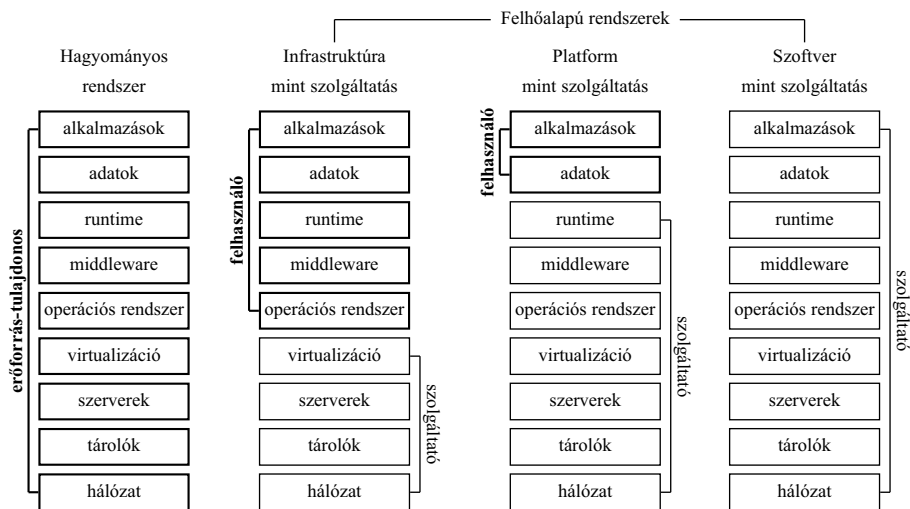 Felhőalapú rendszerek
Hagyományos
rendszer
erőforrás-tulajdonos
alkalmazások
adatok
runtime
middleware
operációs rendszer
virtualizáció
szerverek
tárolók
hálózat
Infrastruktúra
mint szolgáltatás
felhasználó
alkalmazások
adatok
runtime
middleware
operációs rendszer
virtualizáció
szerverek
tárolók
hálózat
szolgáltató
Platform
mint szolgáltatás
felhasználó
alkalmazások
adatok
runtime
middleware
operációs rendszer
virtualizáció
szerverek
tárolók
hálózat
szolgáltató
Szoftver
mint szolgáltatás
alkalmazások
adatok
runtime
middleware
operációs rendszer
virtualizáció
szerverek
tárolók
hálózat
szolgáltató